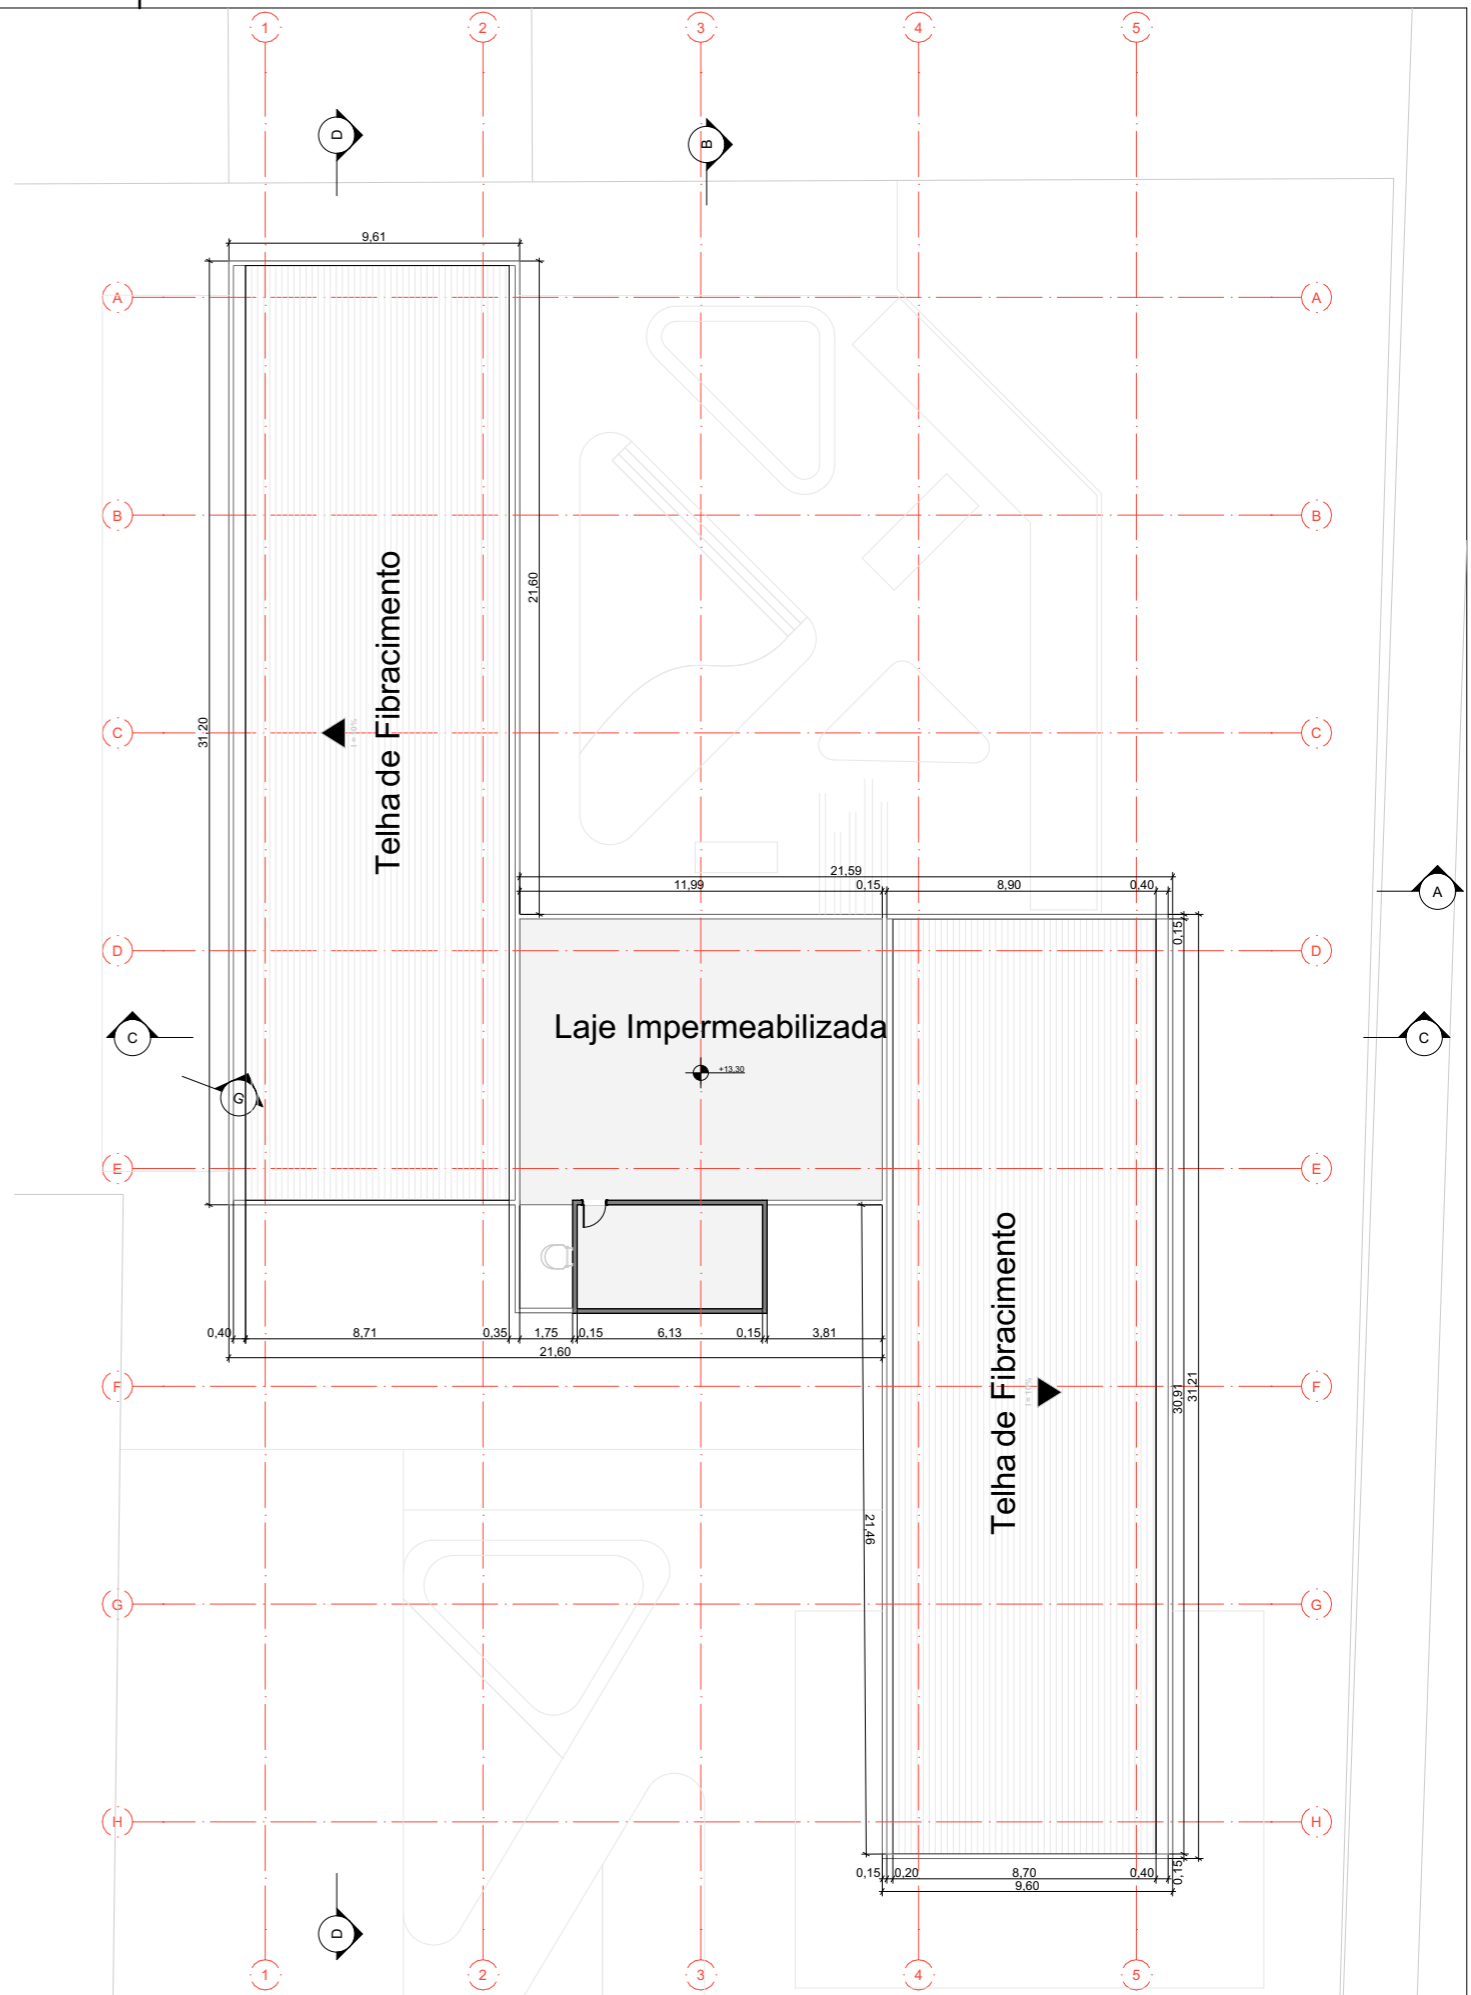 1 2 3 4 5
D
B
9,61
A A
B B
21,60
Telha de Fibracimento
31,20
i = 10%
C C
21,59
11,99 0,15 8,90 0,40
A
0,15
D D
Laje Impermeabilizada
C C
+13.30
G
E E
Telha de Fibracimento
0,40 8,71 0,35 1,75 0,15 6,13 0,15 3,81
21,60
i = 10%
F F
30,91
31,21
21,46
G G
H H
0,15 0,20 8,70 0,40 0,15
9,60
D
1 2 3 4 5